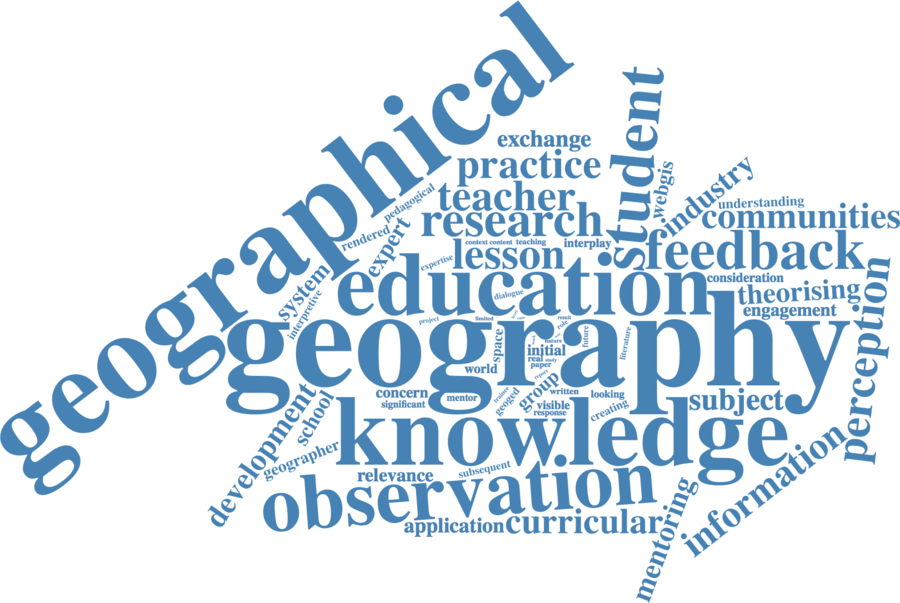 geographical
exchange
student
practice
teacher
webgis
industry
pedagogical
research
understanding
communities
rendered
expert
context content teaching
interplay
feedback
lesson
expertise
system
education
consideration
interpretive
dialogue
theorising
perception
engagement
geography
project
limited
result
role
space
future
literature
nature
initial
real study
paper
world
report
group
concern
mentor
trainee
geoged
written
looking
subject
significant
visible
response
creating
school
development
knowledge
geographer
relevance
subsequent
observation
information
application
curricular
mentoring